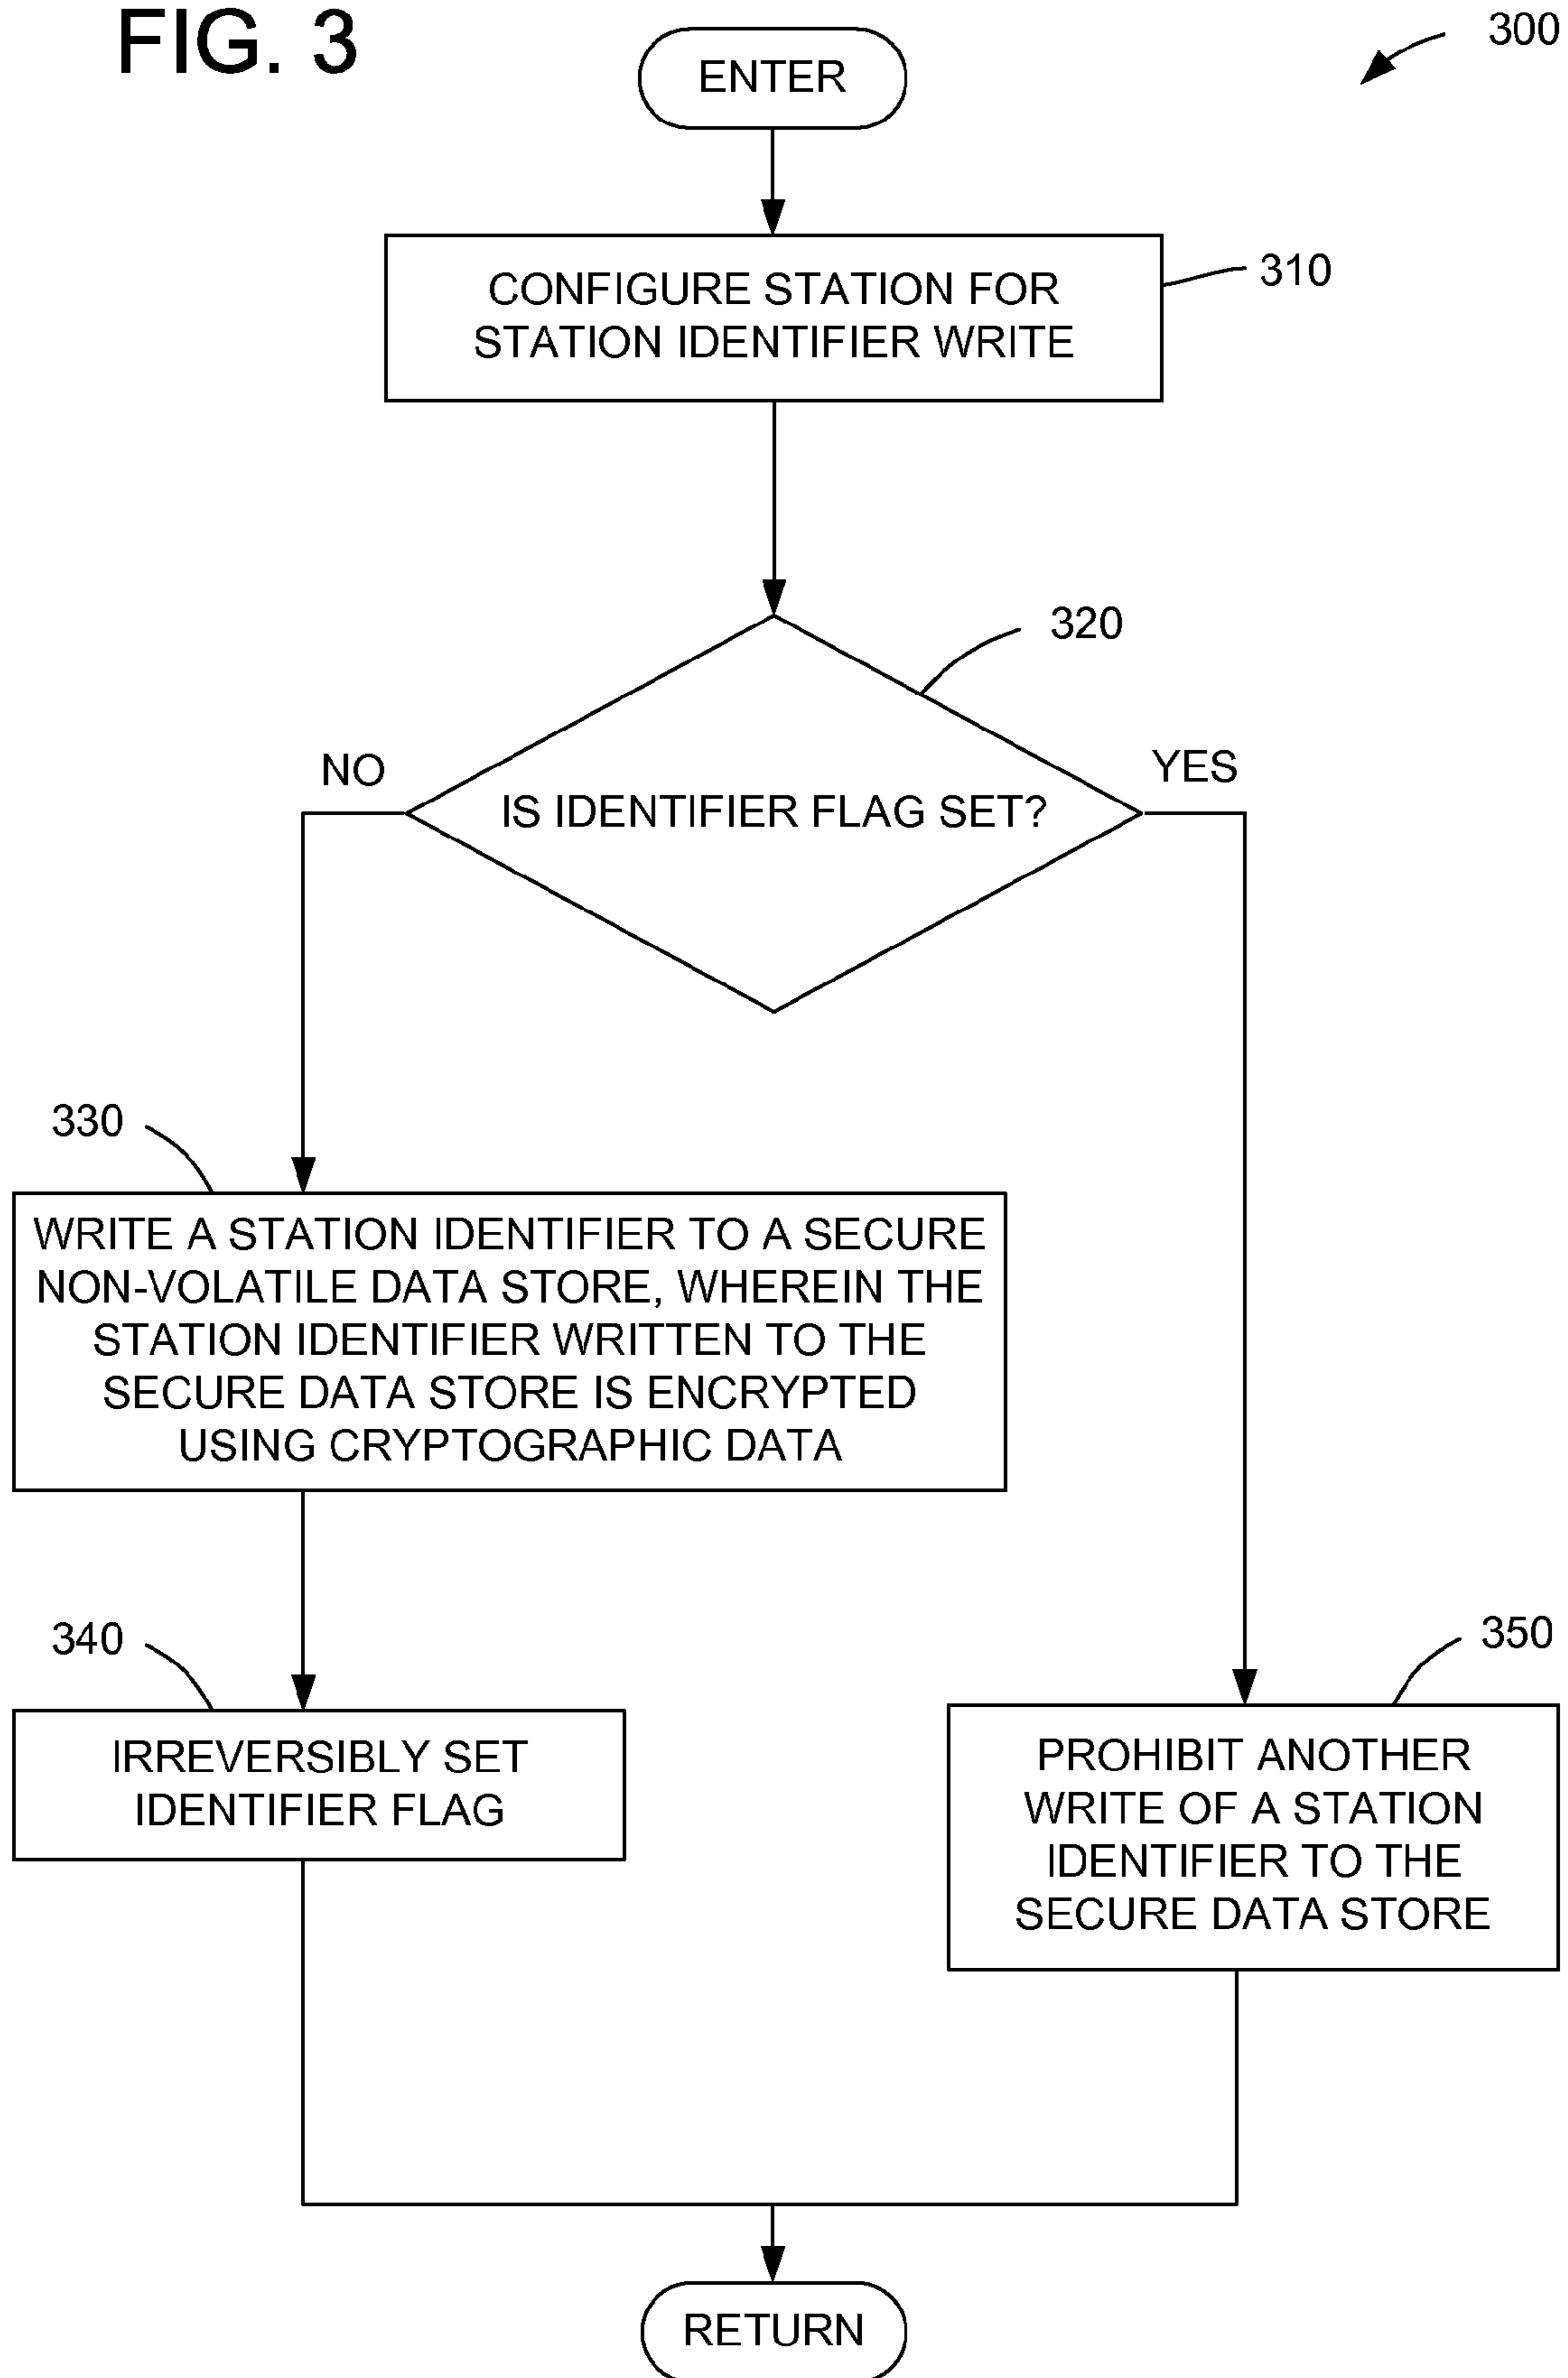 FIG. 3
300
ENTER
CONFIGURE STATION FOR
STATION IDENTIFIER WRITE
310
320
NO
YES
IS IDENTIFIER FLAG SET?
330
WRITE A STATION IDENTIFIER TO A SECURE
NON-VOLATILE DATA STORE, WHEREIN THE
STATION IDENTIFIER WRITTEN TO THE
SECURE DATA STORE IS ENCRYPTED
USING CRYPTOGRAPHIC DATA
340
IRREVERSIBLY SET
IDENTIFIER FLAG
350
PROHIBIT ANOTHER
WRITE OF A STATION
IDENTIFIER TO THE
SECURE DATA STORE
RETURN